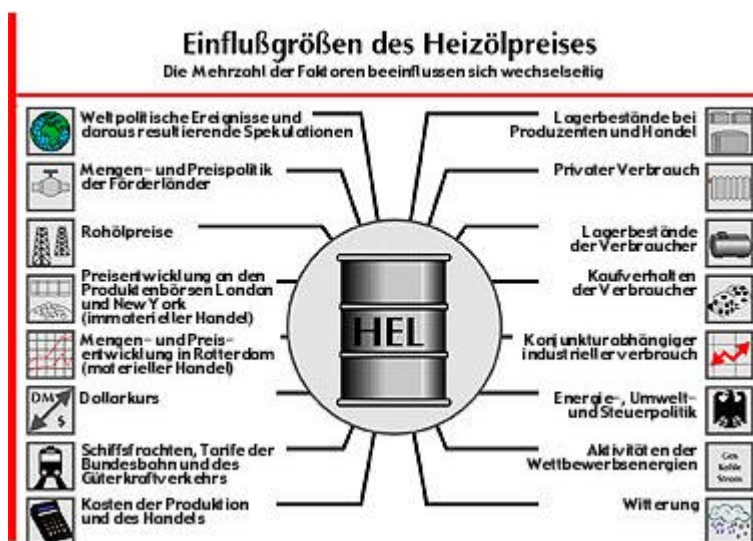 Einflußgrößen des Heizölpreises
Die Mehrzahl der Faktoren beeinflussen sich wechselseitig
Weltpolitische Ereignisse und
daraus resultierende Spekulationen
Mengen- und Preispolitik
der Förderländer
Rohölpreise
Preisentwicklung an den
Produktenbörsen London
und New York
(immaterieller Handel)
Mengen- und Preis-
entwicklung in Rotterdam
(materieller Handel)
DM
$
Dollarkurs
Schiffsfrachten, Tarife der
Bundesbahn und des
Güterkraftverkehrs
Kosten der Produktion
und des Handels
HEL
Lagerbestände bei
Produzenten und Handel
Privater Verbrauch
Lagerbestände
der Verbraucher
Kaufverhalten
der Verbraucher
Konjunkturabhängiger
industrieller verbrauch
Energie-, Umwelt-
und Steuerpolitik
Aktivitäten der
Wettbewerbsenergien
Gas
Kohle
Strom
Witterung